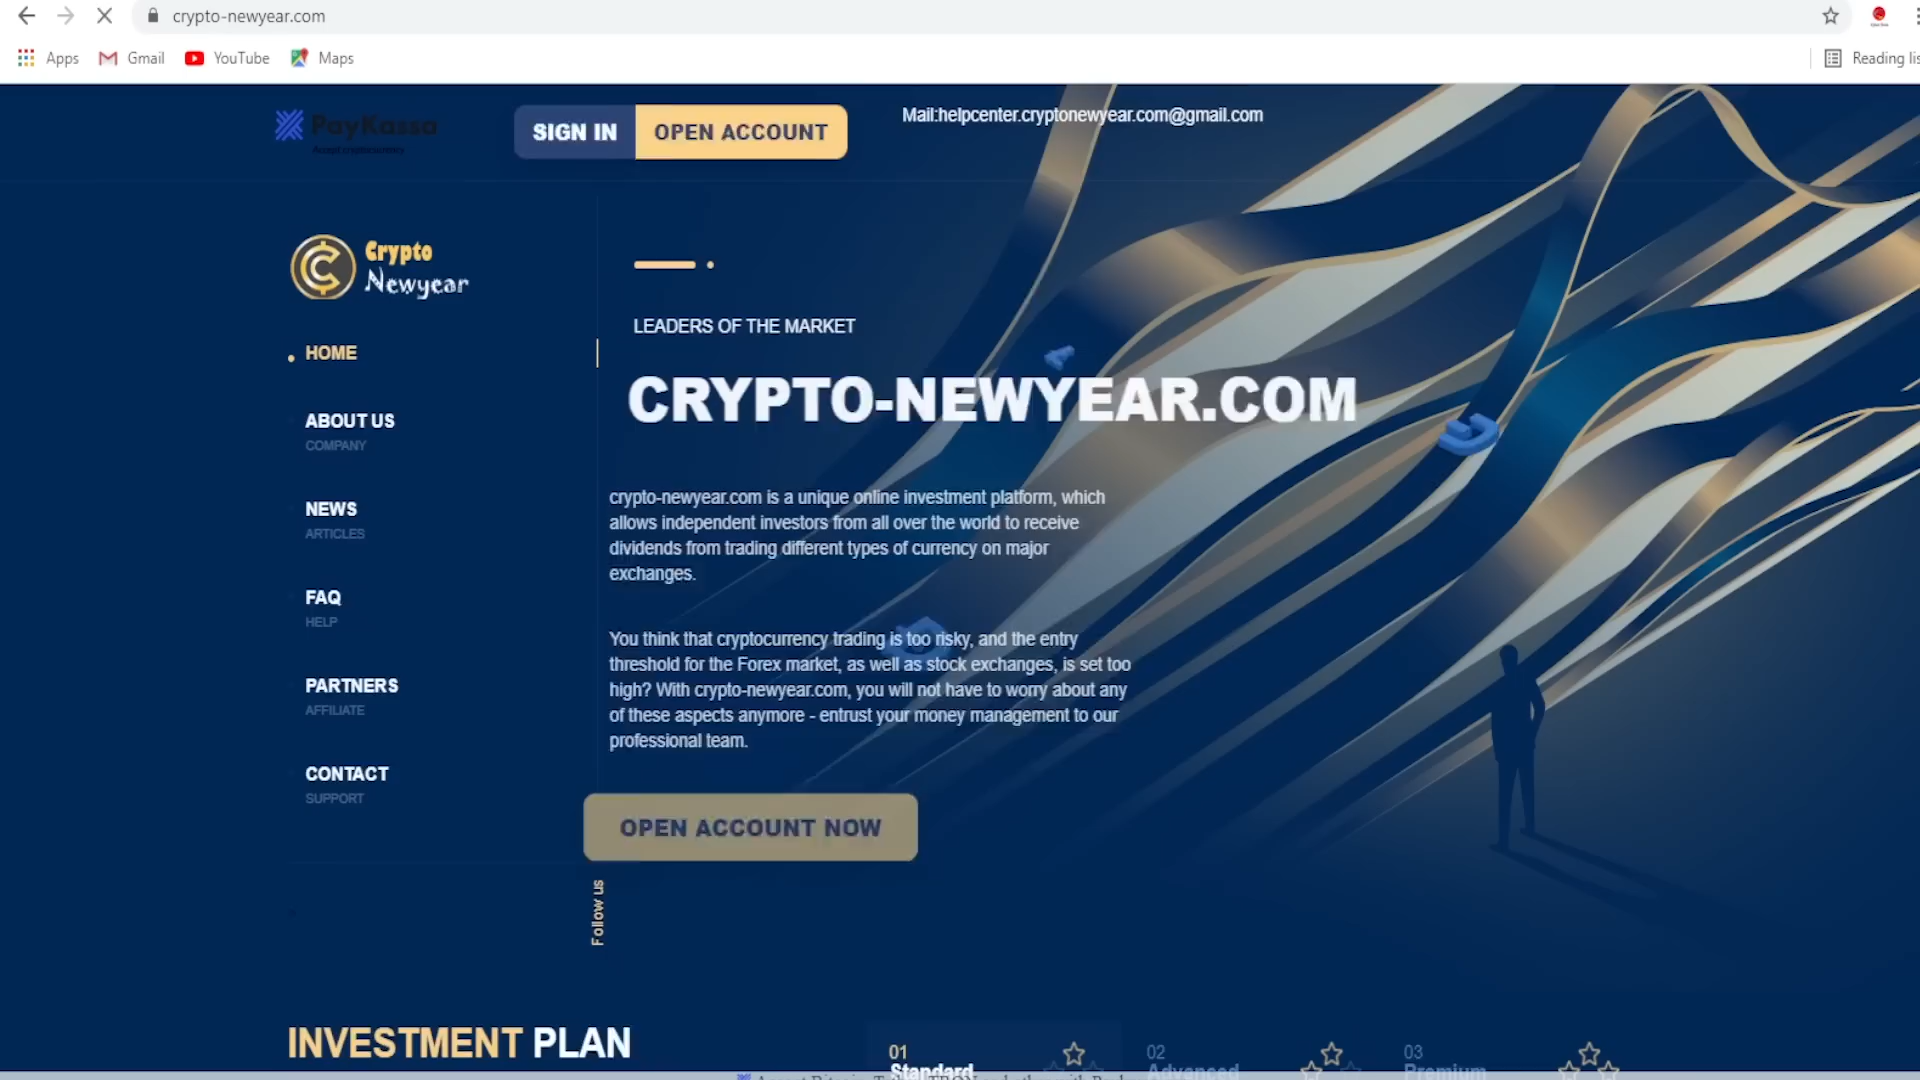 crypto-newyear.com
Apps
Gmail
YouTube
Maps
Reading lis
PayKassa
SIGN IN
OPEN ACCOUNT
Mail:helpcenter.cryptonewyear.com@gmail.com
Crypto
Newyear
HOME
ABOUT US
COMPANY
NEWS
ARTICLES
FAQ
HELP
PARTNERS
AFFILIATE
CONTACT
SUPPORT
LEADERS OF THE MARKET
CRYPTO-NEWYEAR.COM
crypto-newyear.com is a unique online investment platform, which
allows independent investors from all over the world to receive
dividends from trading different types of currency on major
exchanges.
You think that cryptocurrency trading is too risky, and the entry
threshold for the Forex market, as well as stock exchanges, is set too
high? With crypto-newyear.com, you will not have to worry about any
of these aspects anymore - entrust your money management to our
professional team.
OPEN ACCOUNT NOW
Follow us
INVESTMENT PLAN
01
Standard
02
Advanced
03
Premium